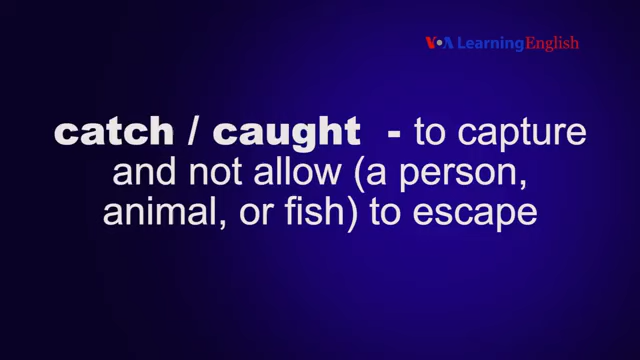 VOA Learning English
catch / caught - to capture
and not allow (a person,
animal, or fish) to escape